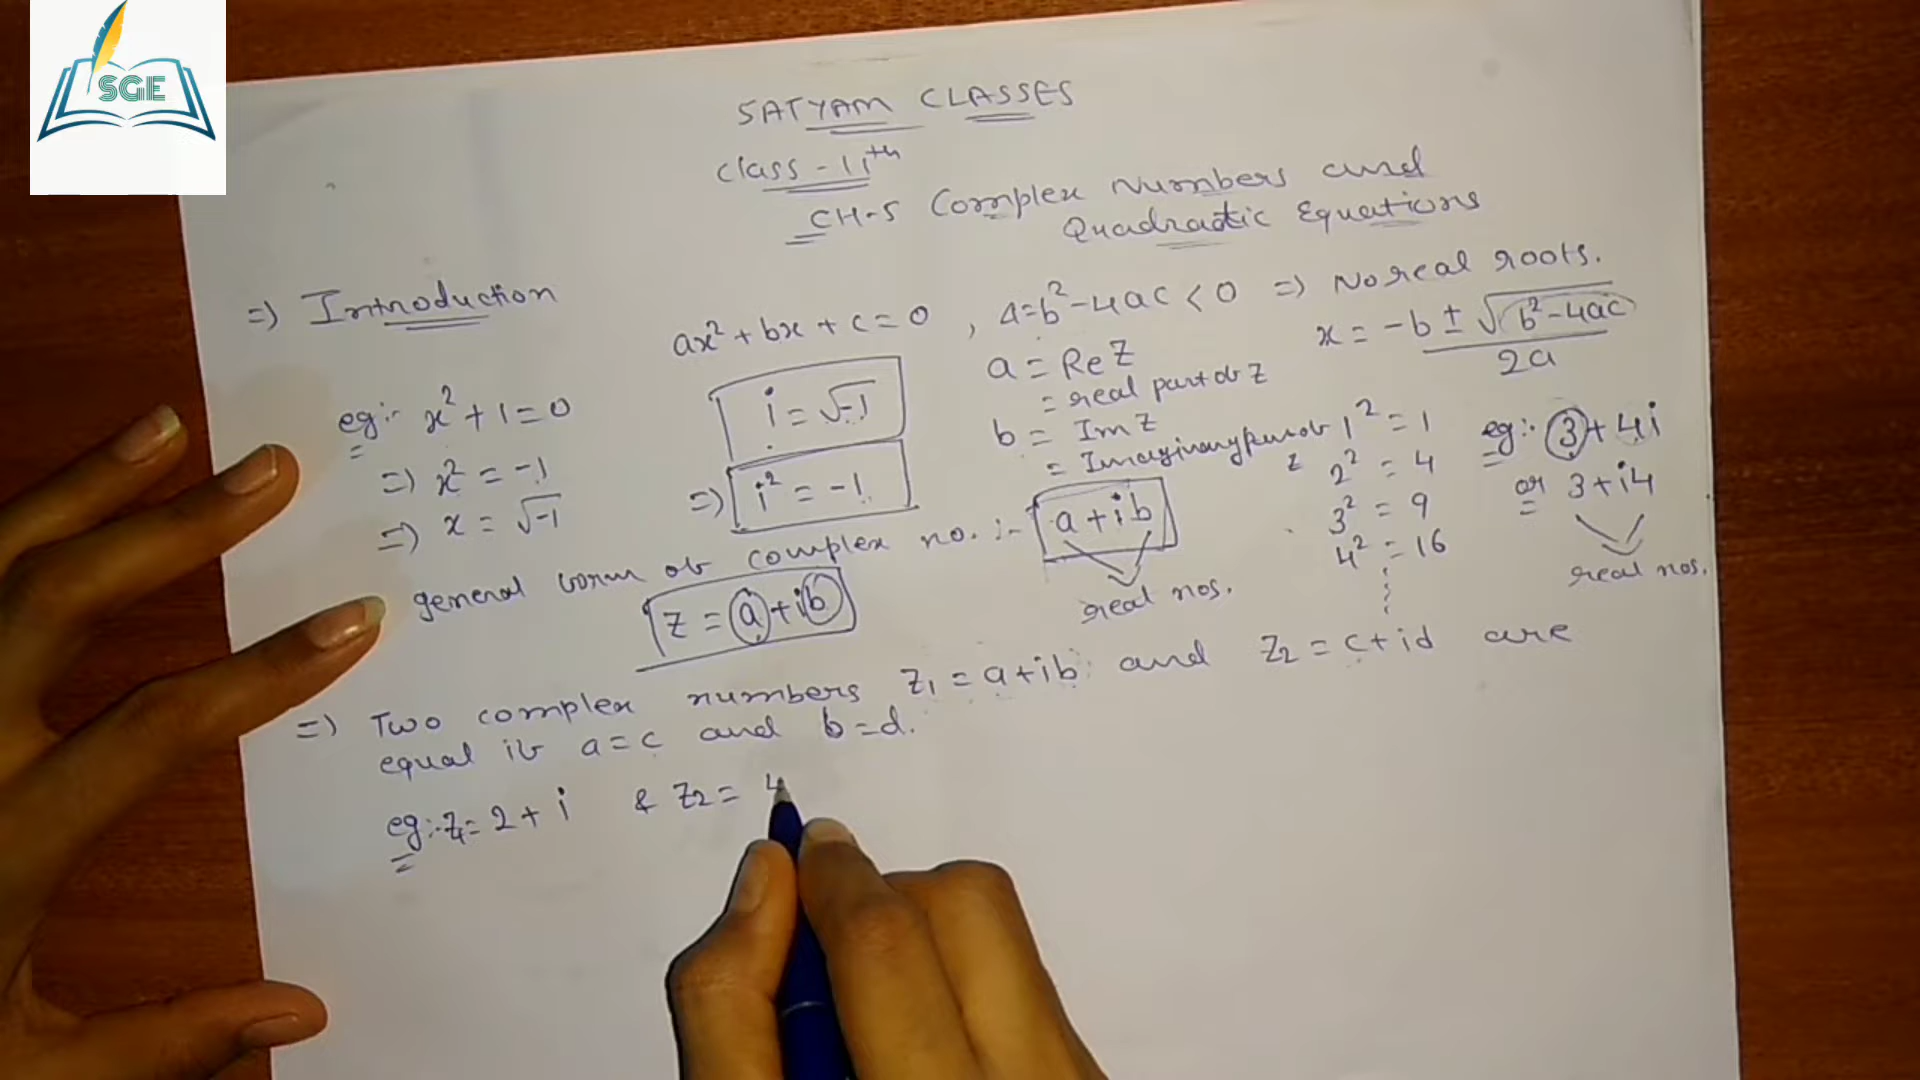 SGE
SATYAM CLASSES
Class - 11th
CH-5 Complex Numbers and
Quadratic Equations
=> Introduction
ax² + bx + c = 0 , Δ = b² - 4ac < 0 => No real roots.
x = -b ± √b² - 4ac
2a
eg:- x² + 1 = 0
=> x² = -1
=> x = √-1
i = √-1
=> i² = -1
a = Re Z
= real part of Z
b = Im Z
= Imaginary part of
Z
1² = 1
2² = 4
3² = 9
4² = 16
eg:- 3 + 4i
or 3 + i4
real nos.
general form of complex no. :- a + ib
real nos.
Z = a + ib
=> Two complex numbers Z₁ = a + ib and Z₂ = c + id are
equal if a = c and b = d.
eg:- Z₁ = 2 + i & Z₂ = 4